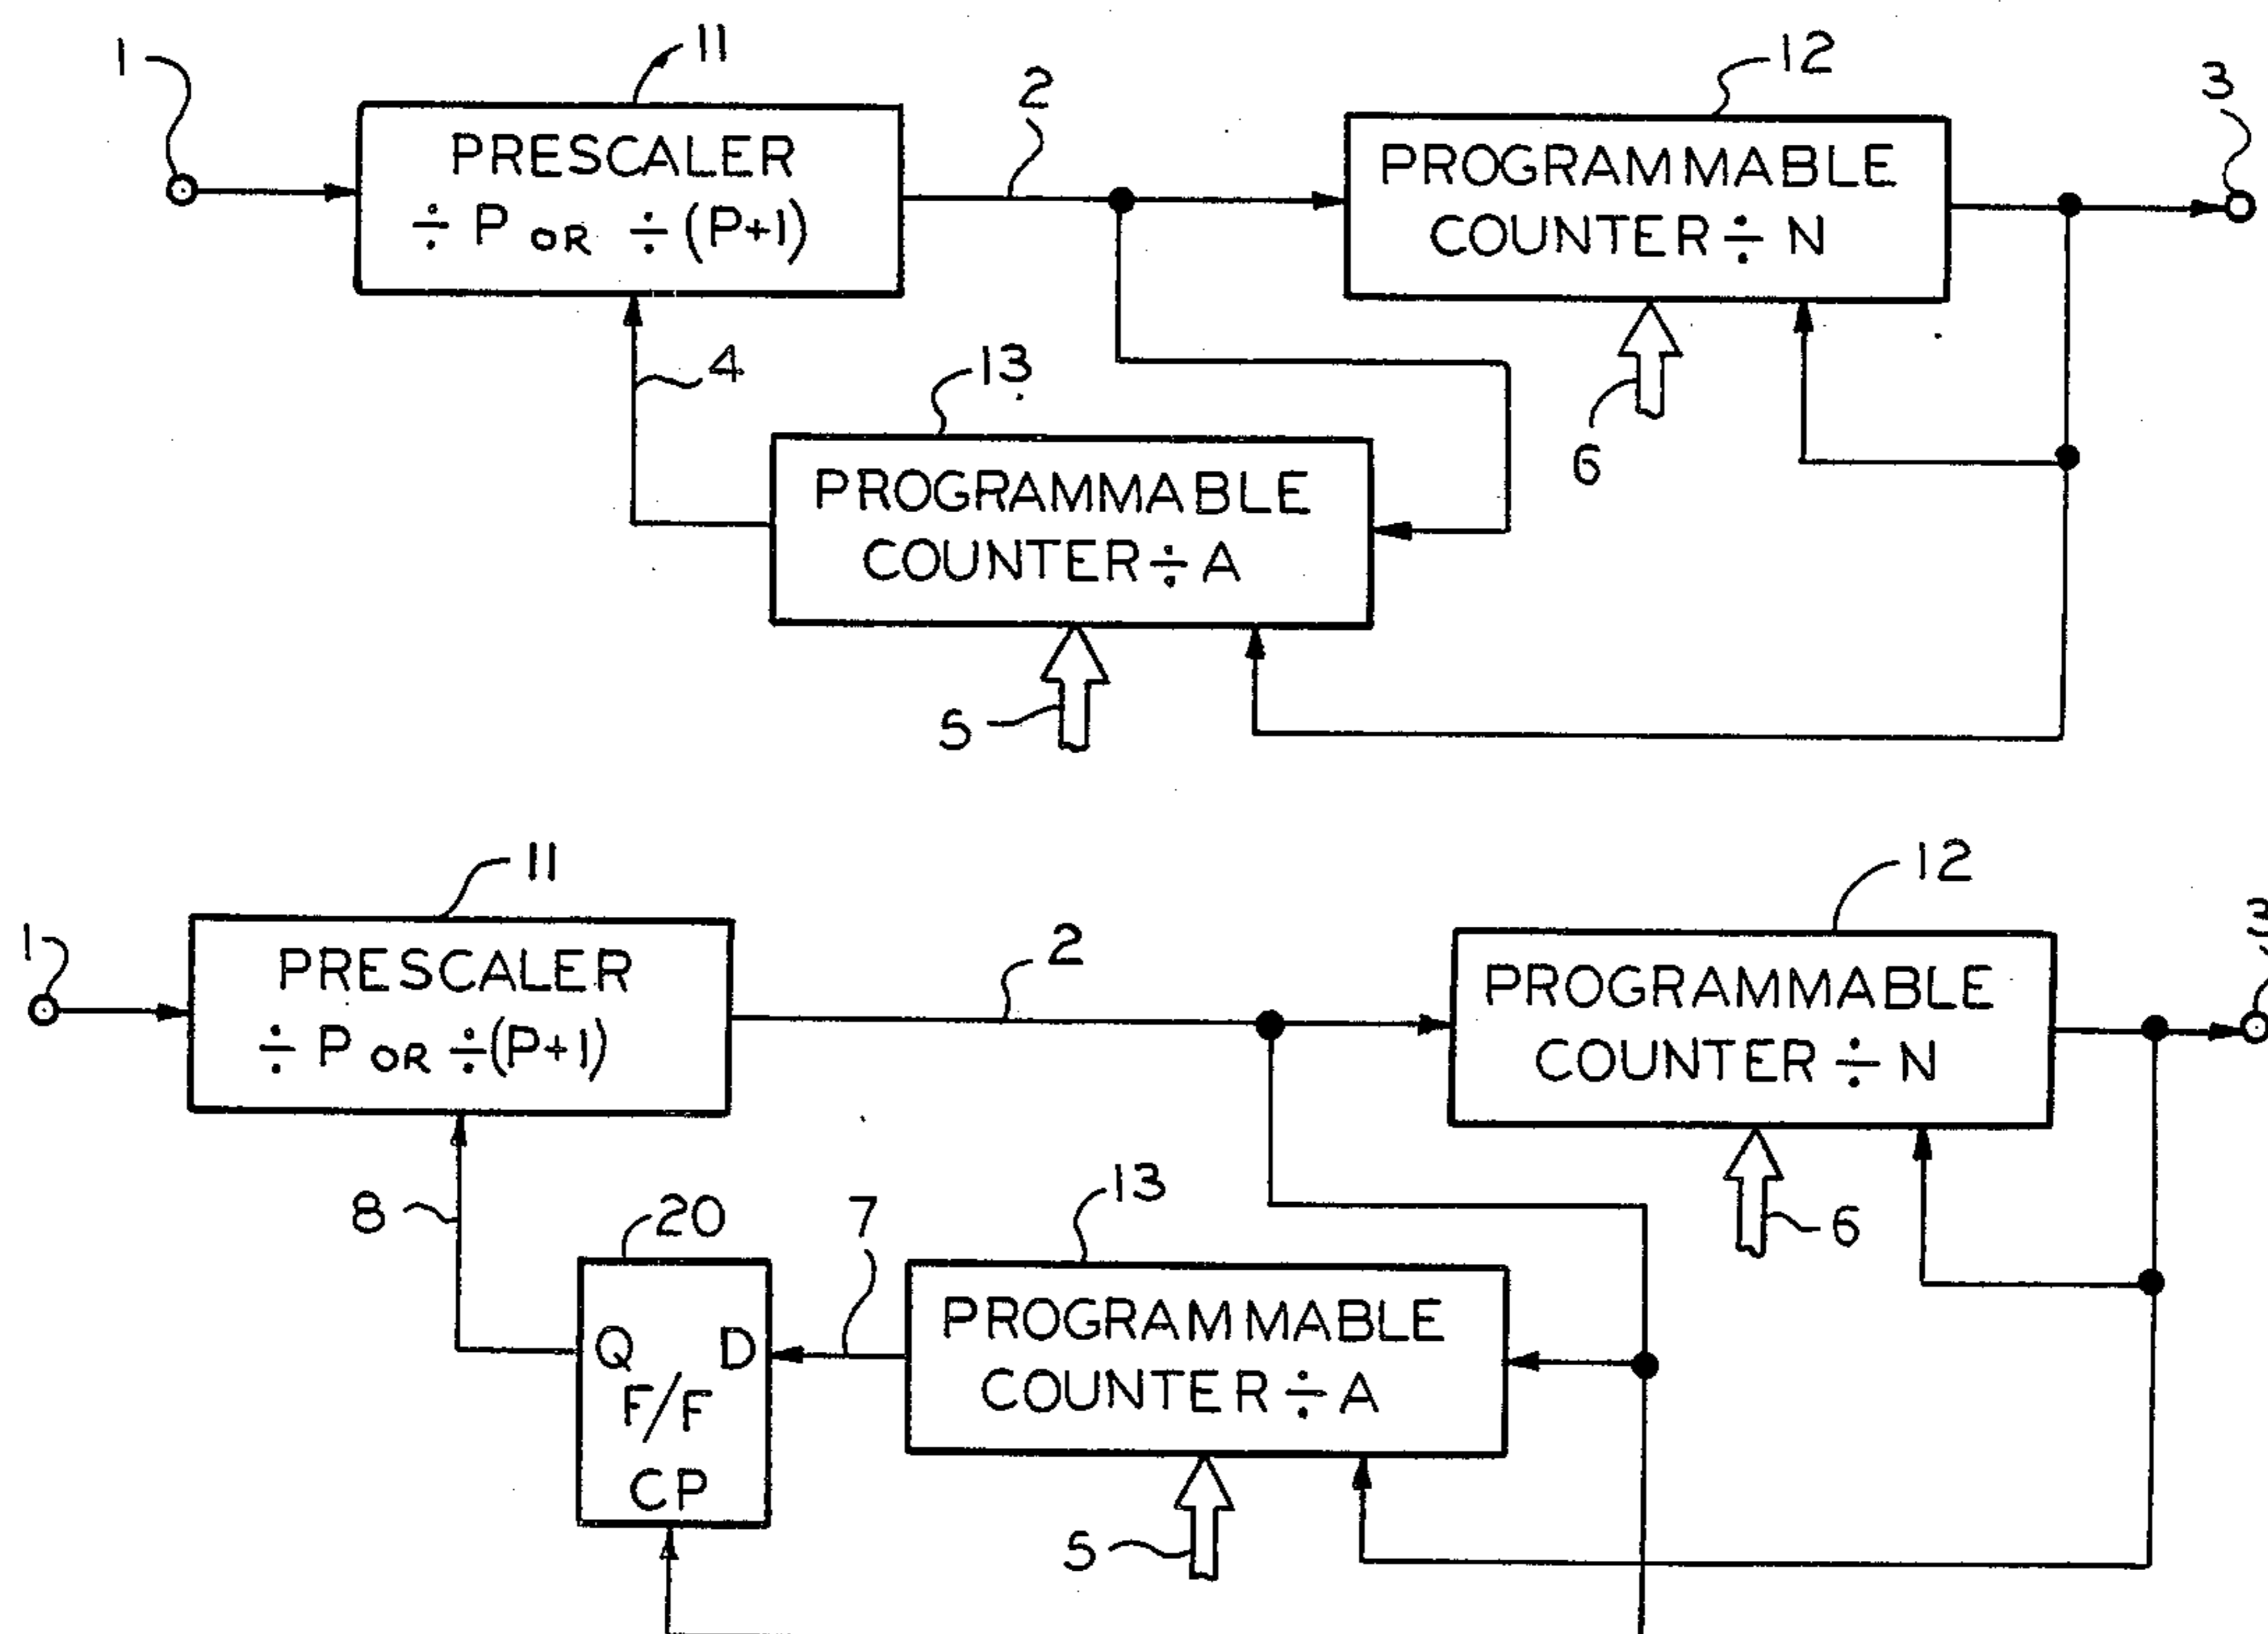 1
11
2
12
3
PRESCALER
÷ P OR ÷ (P+1)
PROGRAMMABLE
COUNTER ÷ N
4
13
6
PROGRAMMABLE
COUNTER ÷ A
5
11
12
1
2
3
PRESCALER
÷ P OR ÷(P+1)
PROGRAMMABLE
COUNTER ÷ N
8
20
7
13
6
Q D
F/F
CP
PROGRAMMABLE
COUNTER ÷ A
5